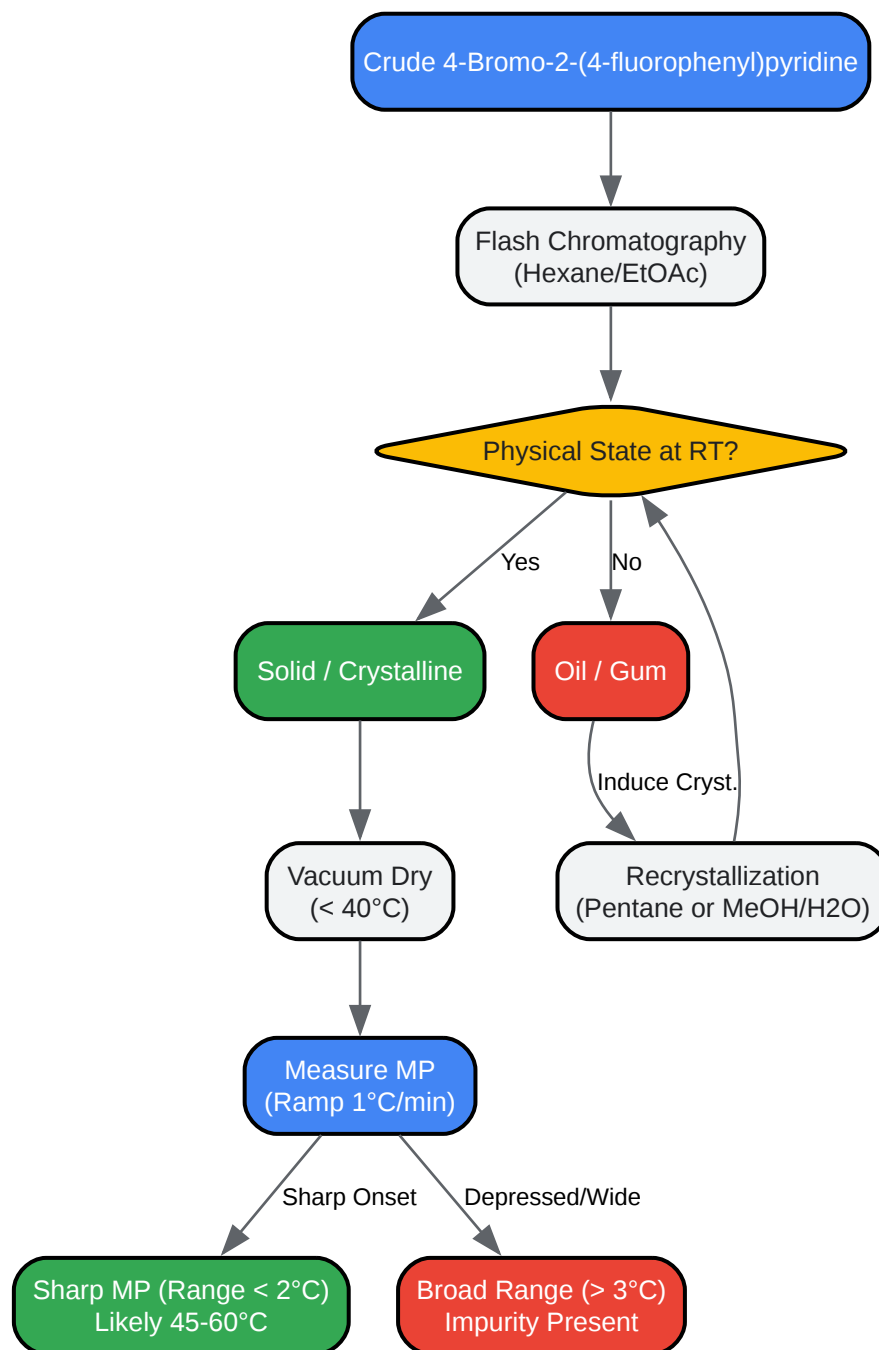 Crude 4-Bromo-2-(4-fluorophenyl)pyridine
Flash Chromatography
(Hexane/EtOAc)
Physical State at RT?
Yes
No
Solid / Crystalline
Oil / Gum
Induce Cryst.
Vacuum Dry
(< 40°C)
Recrystallization
(Pentane or MeOH/H2O)
Measure MP
(Ramp 1°C/min)
Sharp Onset
Depressed/Wide
Sharp MP (Range < 2°C)
Likely 45-60°C
Broad Range (> 3°C)
Impurity Present